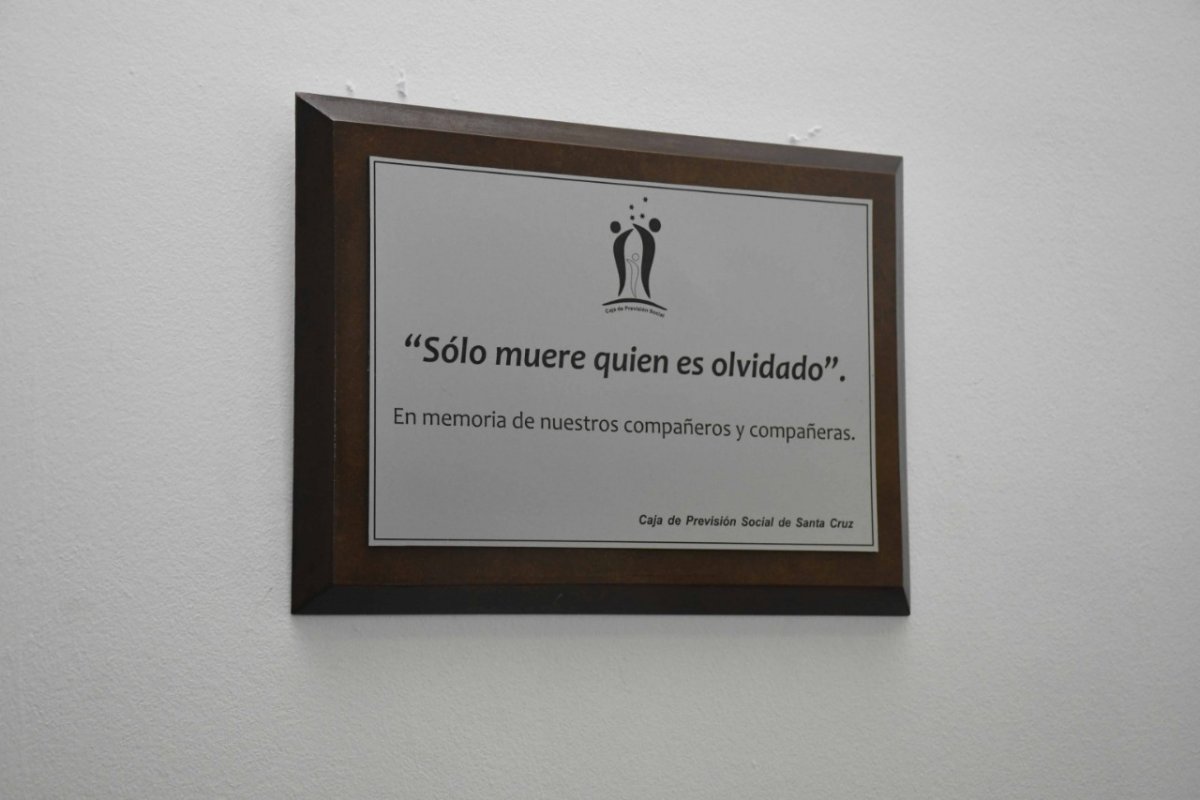 Caja de Previsión Social
“Sólo muere quien es olvidado”.
En memoria de nuestros compañeros y compañeras.
Caja de Previsión Social de Santa Cruz